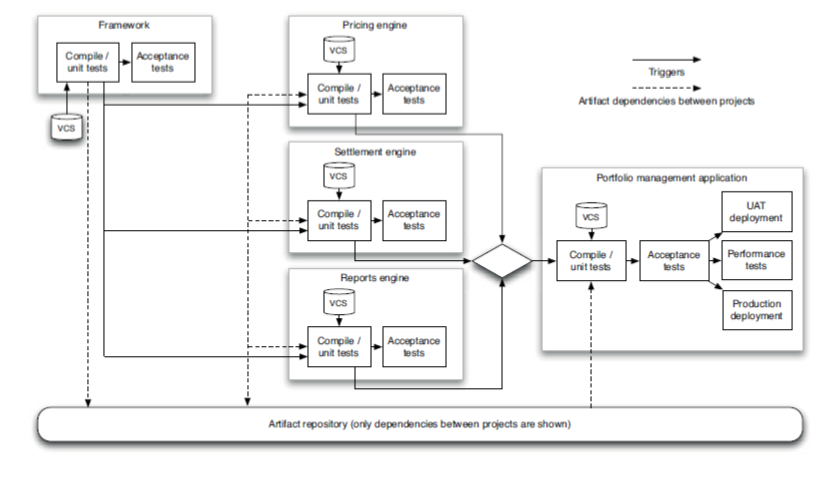 Framework
Compile /
unit tests
Acceptance
tests
VCS
Pricing engine
VCS
Compile /
unit tests
Acceptance
tests
Settlement engine
VCS
Compile /
unit tests
Acceptance
tests
Reports engine
VCS
Compile /
unit tests
Acceptance
tests
Triggers
Artifact dependencies between projects
Portfolio management application
VCS
Compile /
unit tests
Acceptance
tests
UAT
deployment
Performance
tests
Production
deployment
Artifact repository (only dependencies between projects are shown)